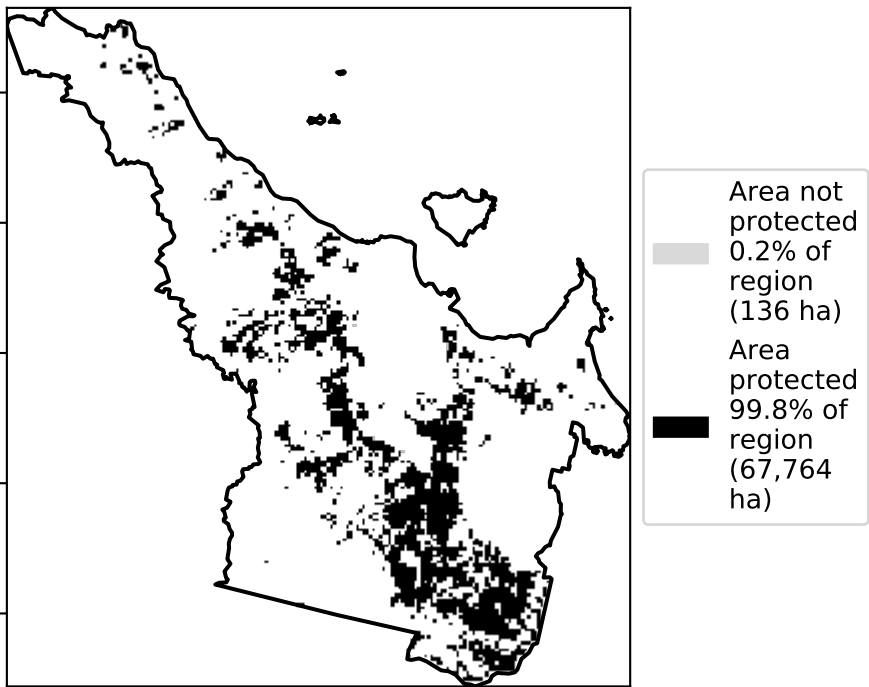 Area not
protected
0.2% of
region
(136 ha)
Area
protected
99.8% of
region
(67,764
ha)